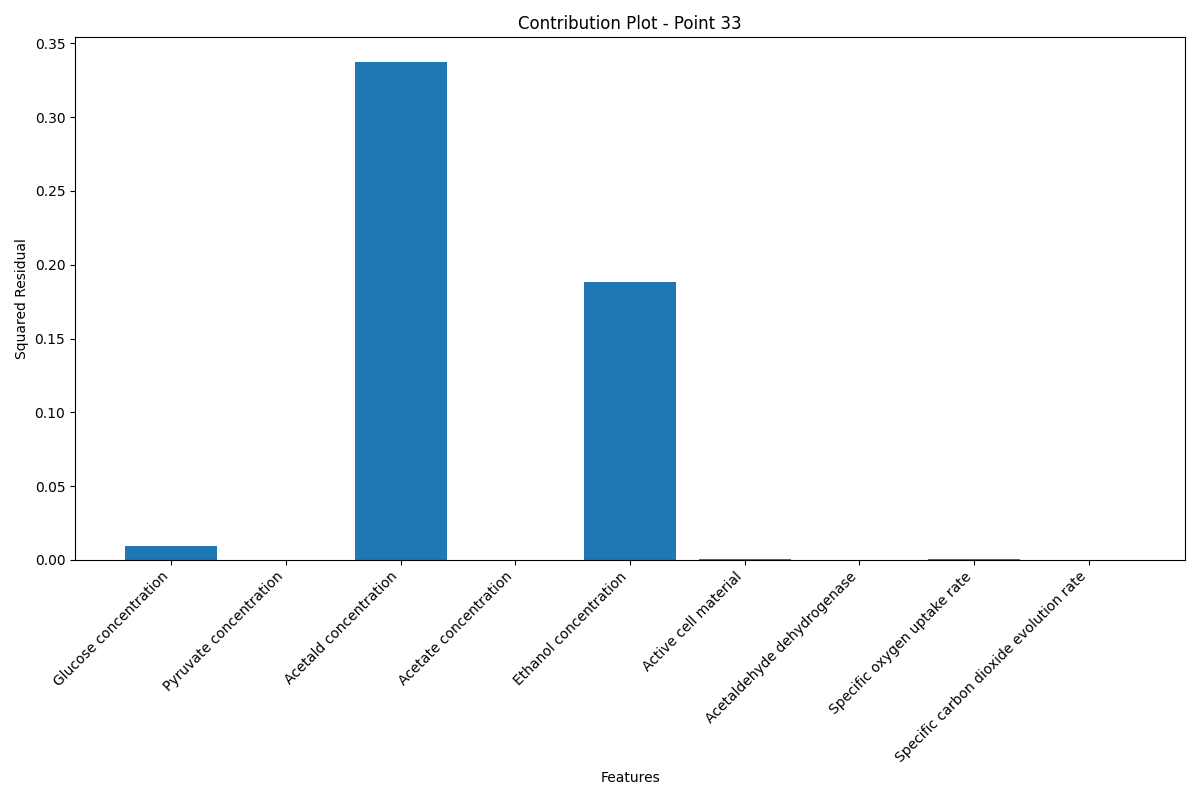 Contribution Plot - Point 33
0.35
0.30
0.25
0.20
0.15
0.10
0.05
0.00
Squared Residual
Glucose concentration
Pyruvate concentration
Acetald concentration
Acetate concentration
Ethanol concentration
Active cell material
Acetaldehyde dehydrogenase
Specific oxygen uptake rate
Specific carbon dioxide evolution rate
Features